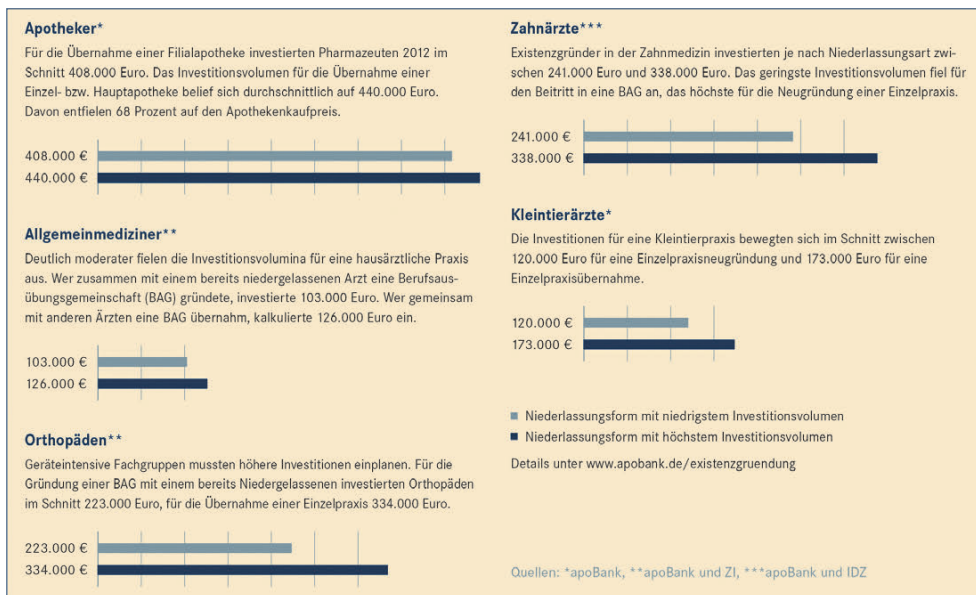 Apotheker*
Für die Übernahme einer Filialapotheke investierten Pharmazeuten 2012 im
Schnitt 408.000 Euro. Das Investitionsvolumen für die Übernahme einer
Einzel- bzw. Hauptapotheke belief sich durchschnittlich auf 440.000 Euro.
Davon entfielen 68 Prozent auf den Apothekenkaufpreis.
408.000 €
440.000 €
Allgemeinmediziner**
Deutlich moderater fielen die Investitionsvolumina für eine hausärztliche Praxis
aus. Wer zusammen mit einem bereits niedergelassenen Arzt eine Berufsaus-
übungsgemeinschaft (BAG) gründete, investierte 103.000 Euro. Wer gemeinsam
mit anderen Ärzten eine BAG übernahm, kalkulierte 126.000 Euro ein.
103.000 €
126.000 €
Orthopäden**
Geräteintensive Fachgruppen mussten höhere Investitionen einplanen. Für die
Gründung einer BAG mit einem bereits Niedergelassenen investierten Orthopäden
im Schnitt 223.000 Euro, für die Übernahme einer Einzelpraxis 334.000 Euro.
223.000 €
334.000 €
Zahnärzte***
Existenzgründer in der Zahnmedizin investierten je nach Niederlassungsart zwi-
schen 241.000 Euro und 338.000 Euro. Das geringste Investitionsvolumen fiel für
den Beitritt in eine BAG an, das höchste für die Neugründung einer Einzelpraxis.
241.000 €
338.000 €
Kleintierärzte*
Die Investitionen für eine Kleintierpraxis bewegten sich im Schnitt zwischen
120.000 Euro für eine Einzelpraxisneugründung und 173.000 Euro für eine
Einzelpraxisübernahme.
120.000 €
173.000 €
Niederlassungsform mit niedrigstem Investitionsvolumen
Niederlassungsform mit höchstem Investitionsvolumen
Details unter www.apobank.de/existenzgruendung
Quellen: *apoBank, **apoBank und ZI, ***apoBank und IDZ